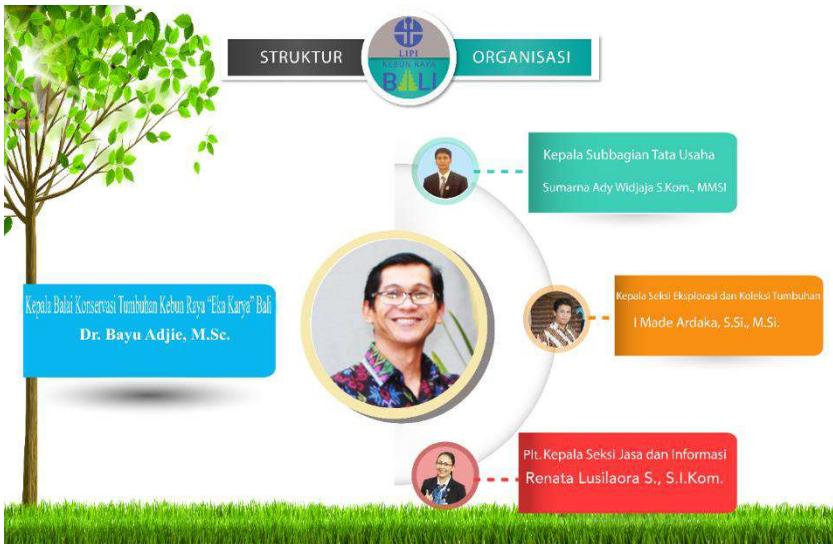 STRUKTUR
LIPI
KEBUN RAYA
BALI
ORGANISASI
Kepala Subbagian Tata Usaha
Sumarna Ady Widjaja S.Kom., MMSI
Kepala Balai Konservasi Tumbuhan Kebun Raya "Eka Karya" Bali
Dr. Bayu Adjie, M.Sc.
Kepala Seksi Eksplorasi dan Koleksi Tumbuhan
I Made Ardaka, S.Si., M.Si.
Plt. Kepala Seksi Jasa dan Informasi
Renata Lusilaora S., S.I.Kom.